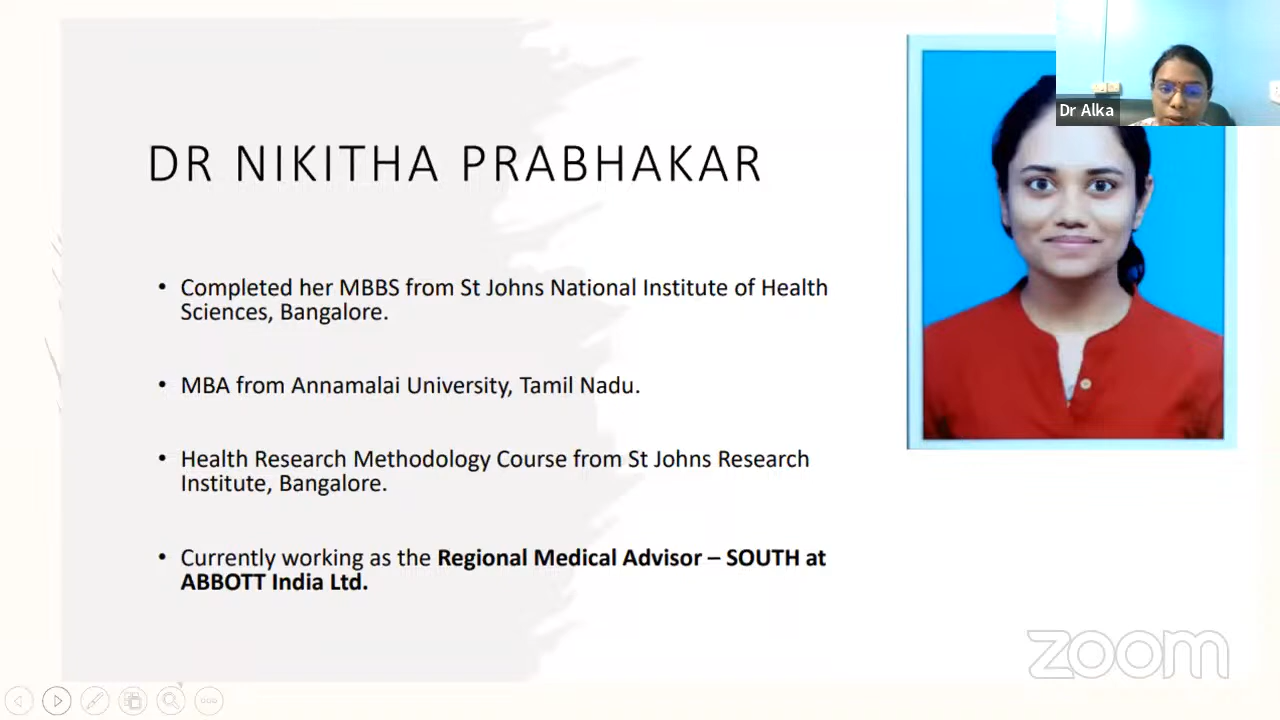 Dr Alka
DR NIKITHA PRABHAKAR
• Completed her MBBS from St Johns National Institute of Health
Sciences, Bangalore.
• MBA from Annamalai University, Tamil Nadu.
• Health Research Methodology Course from St Johns Research
Institute, Bangalore.
• Currently working as the Regional Medical Advisor – SOUTH at
ABBOTT India Ltd.
zoom